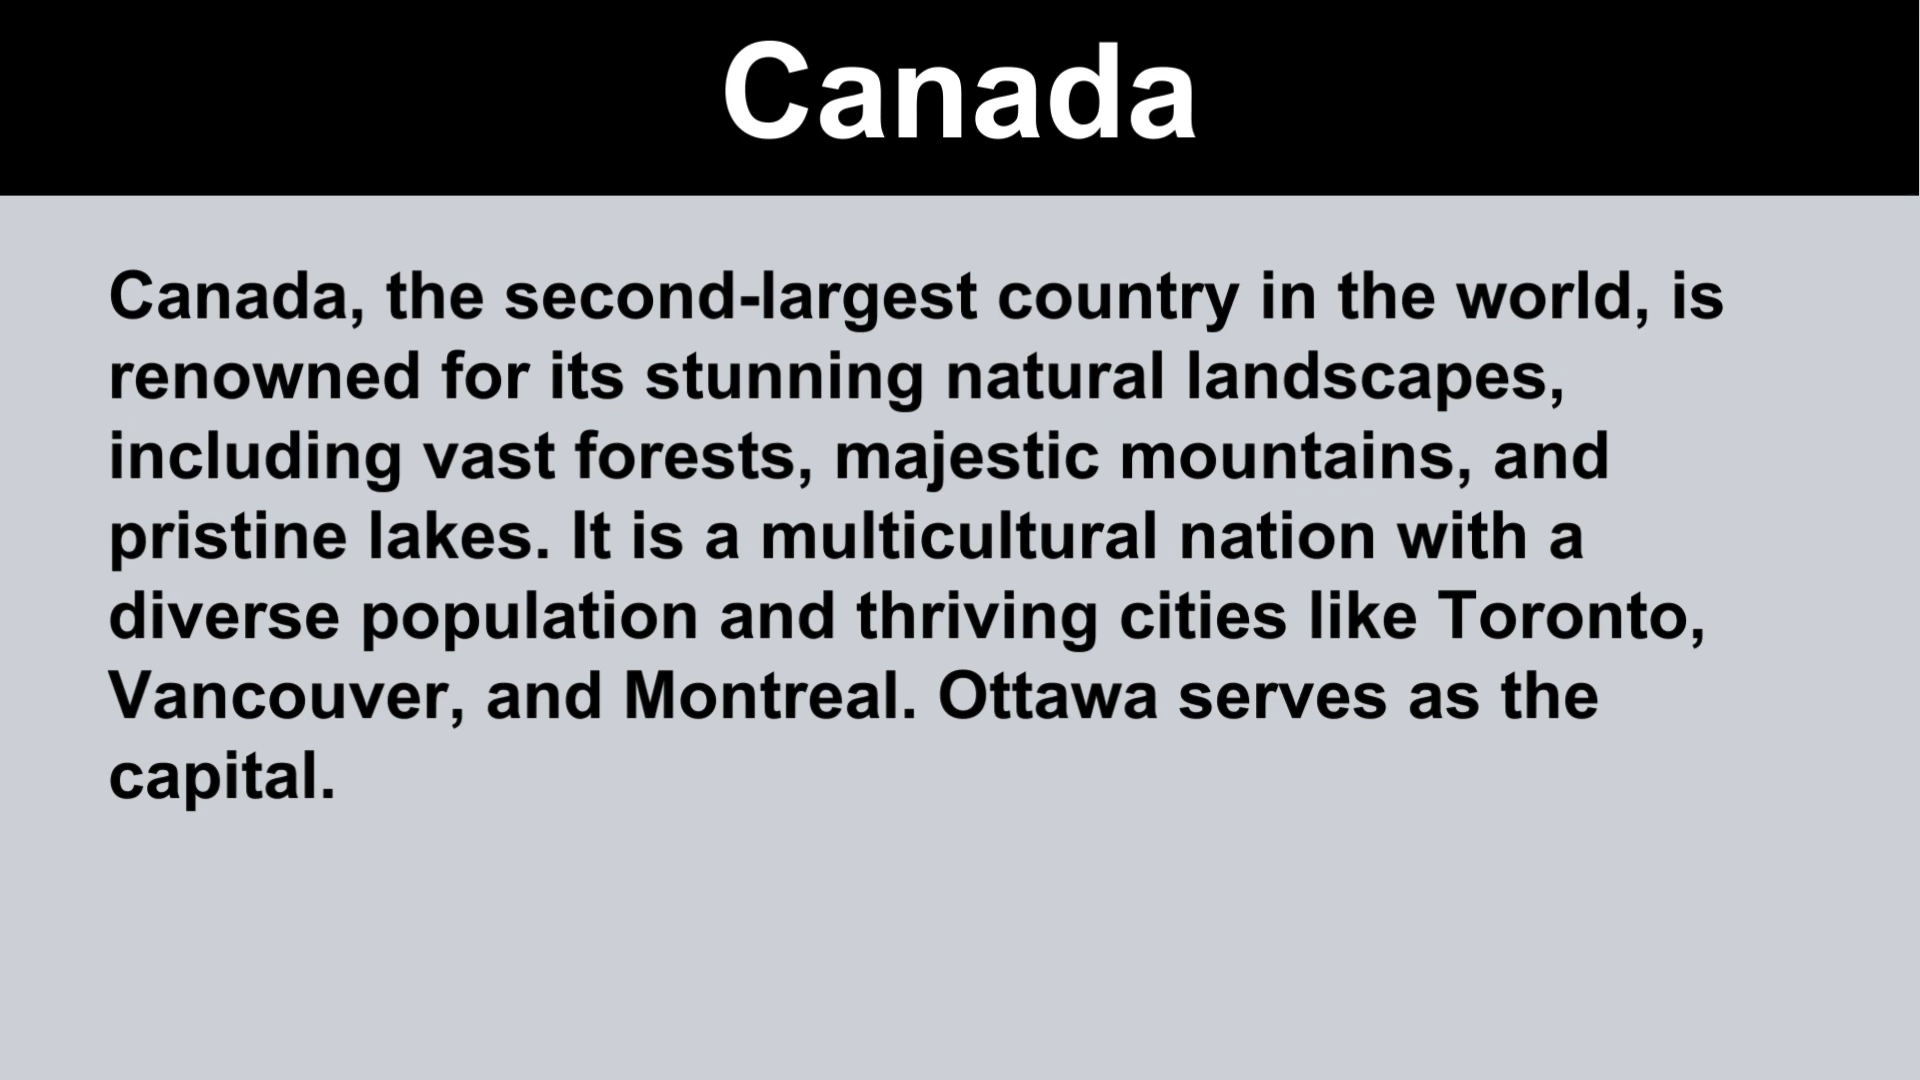 Canada
Canada, the second-largest country in the world, is
renowned for its stunning natural landscapes,
including vast forests, majestic mountains, and
pristine lakes. It is a multicultural nation with a
diverse population and thriving cities like Toronto,
Vancouver, and Montreal. Ottawa serves as the
capital.